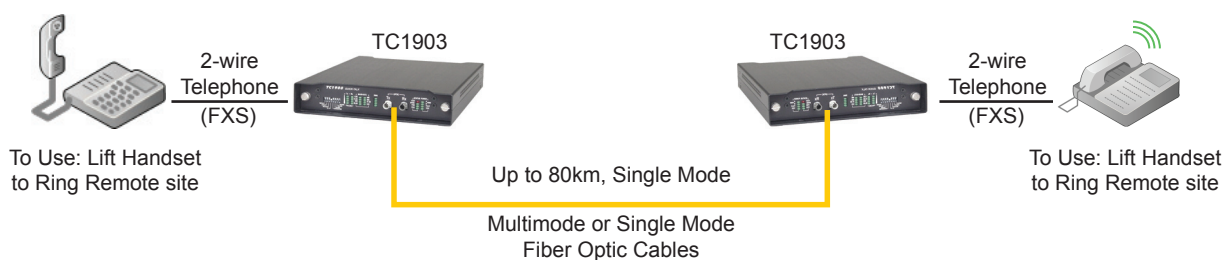 TC1903
TC1903
2-wire
Telephone
(FXS)
2-wire
Telephone
(FXS)
To Use: Lift Handset
to Ring Remote site
To Use: Lift Handset
to Ring Remote site
Up to 80km, Single Mode
Multimode or Single Mode
Fiber Optic Cables